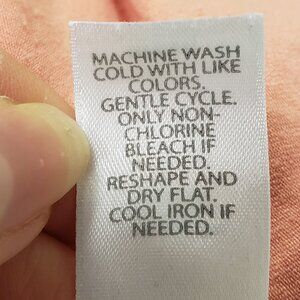 MACHINE WASH
COLD WITH LIKE
COLORS.
GENTLE CYCLE.
ONLY NON-
CHLORINE
BLEACH IF
NEEDED.
RESHAPE AND
DRY FLAT.
COOL IRON IF
NEEDED.